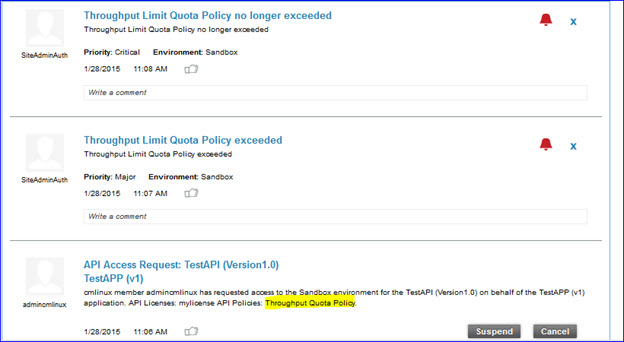 Throughput Limit Quota Policy no longer exceeded
x
Throughput Limit Quota Policy no longer exceeded
SiteAdminAuth
Priority: Critical Environment: Sandbox
1/28/2015 11:08 AM
Write a comment
Throughput Limit Quota Policy exceeded
x
Throughput Limit Quota Policy exceeded
SiteAdminAuth
Priority: Major Environment: Sandbox
1/28/2015 11:07 AM
Write a comment
API Access Request: TestAPI (Version1.0)
TestAPP (v1)
cmlinux member admincmlinux has requested access to the Sandbox environment for the TestAPI (Version1.0) on behalf of the TestAPP (v1)
admincmlinux
application. API Licenses: mylicense API Policies: Throughput Quota Policy.
1/28/2015 11:06 AM
Suspend Cancel